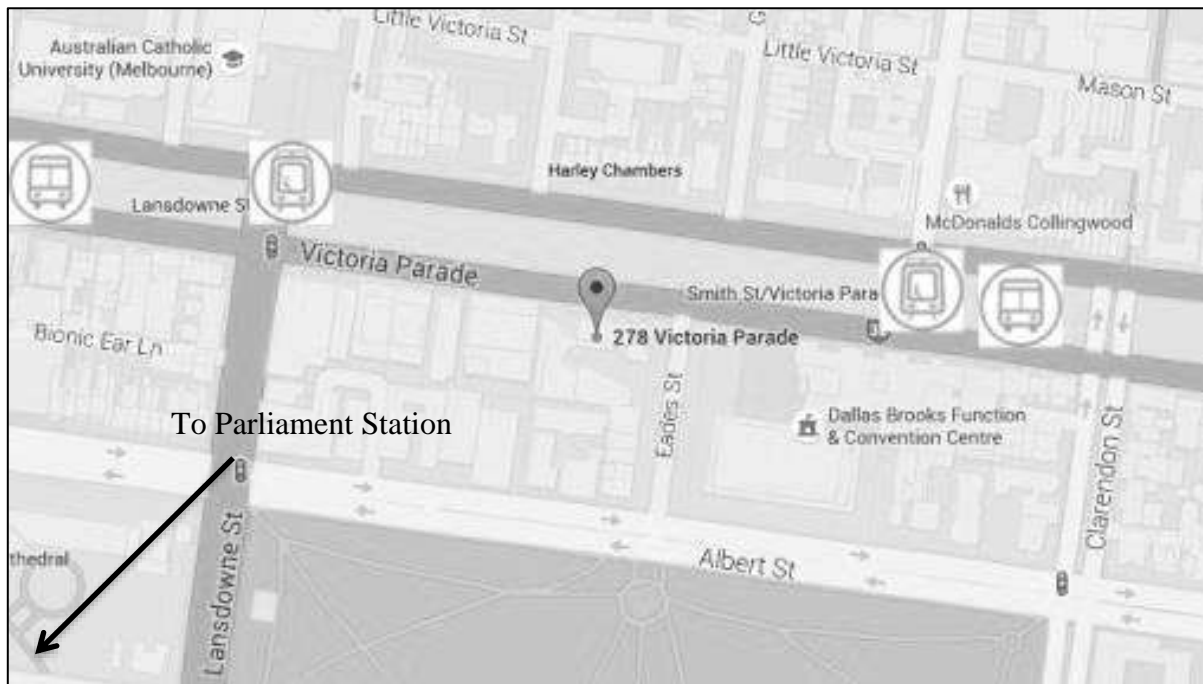 Little Victoria St
Little Victoria St
Australian Catholic
University (Melbourne)
Mason St
Harley Chambers
Lansdowne S
McDonalds Collingwood
Victoria Parade
Smith St/Victoria Para
278 Victoria Parade
Bionic Ear Ln
Eades St
To Parliament Station
Dallas Brooks Function
& Convention Centre
Clarendon St
thedral
Lansdowne St
Albert St